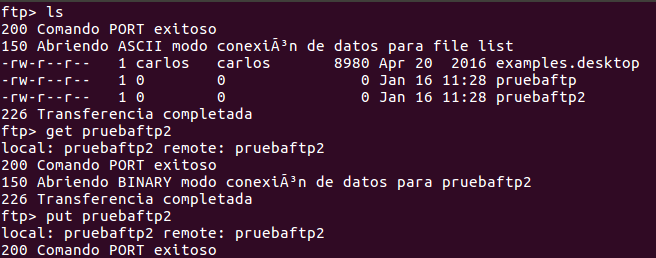 ftp> ls
200 Comando PORT exitoso
150 Abriendo ASCII modo conexiÃ³n de datos para file list
-rw-r--r--   1 carlos   carlos       8980 Apr 20  2016 examples.desktop
-rw-r--r--   1 0        0               0 Jan 16 11:28 pruebaftp
-rw-r--r--   1 0        0               0 Jan 16 11:28 pruebaftp2
226 Transferencia completada
ftp> get pruebaftp2
local: pruebaftp2 remote: pruebaftp2
200 Comando PORT exitoso
150 Abriendo BINARY modo conexiÃ³n de datos para pruebaftp2
226 Transferencia completada
ftp> put pruebaftp2
local: pruebaftp2 remote: pruebaftp2
200 Comando PORT exitoso